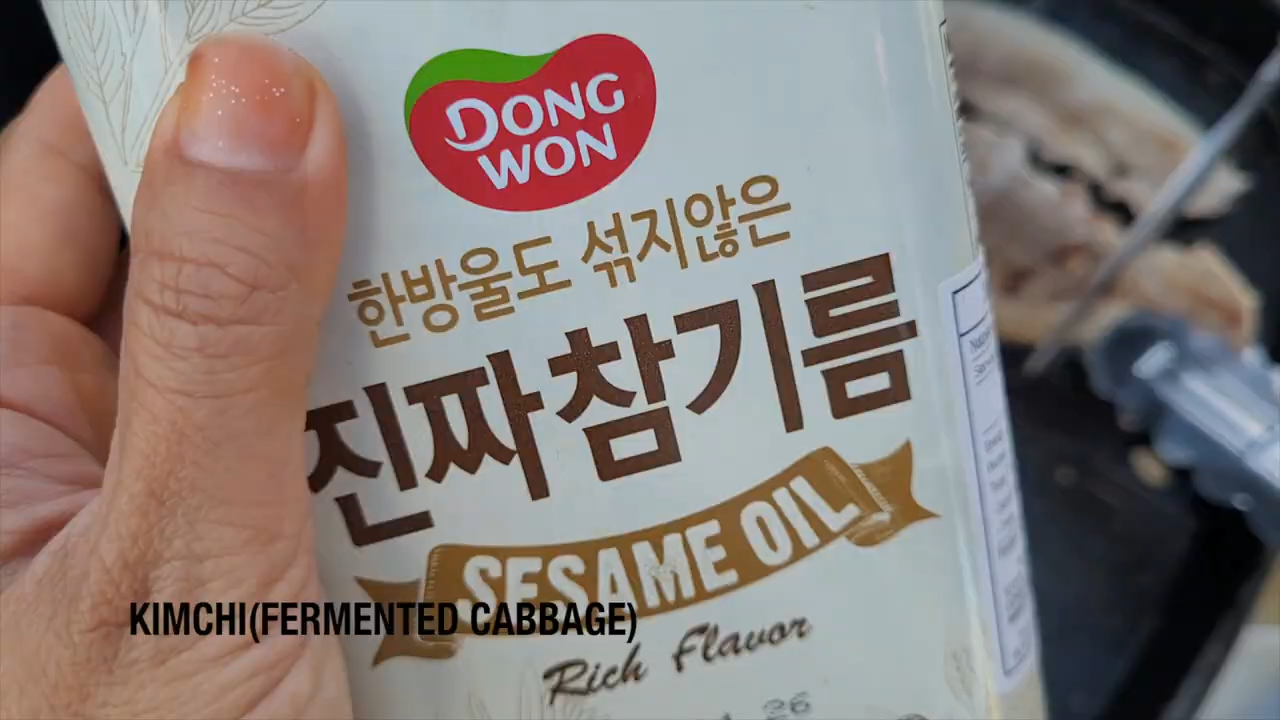 DONG
WON
한방울도 섞지않은
진짜참기름
SESAME OIL
KIMCHI(FERMENTED CABBAGE)
Rich Flavor